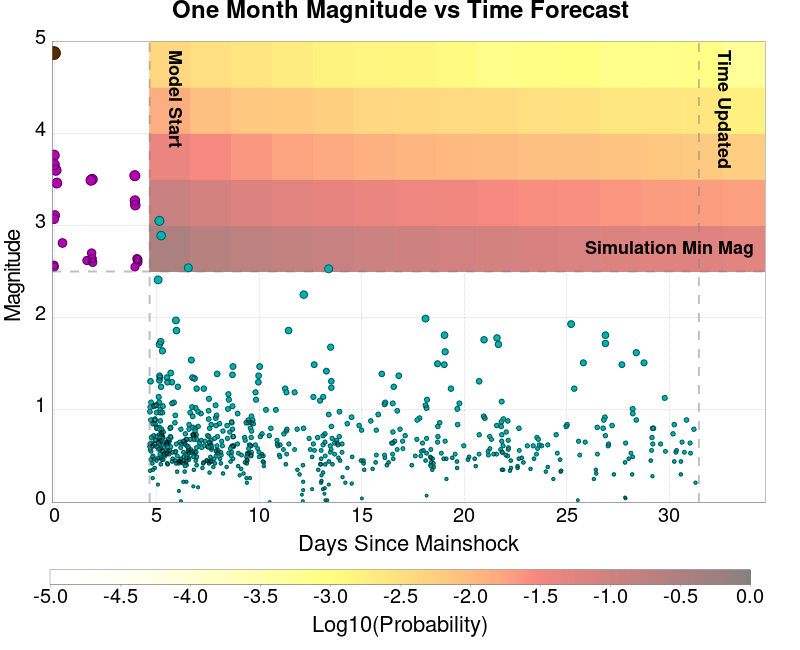 One Month Magnitude vs Time Forecast
Magnitude
5
4
3
2
1
0
Model Start
Time Updated
Simulation Min Mag
0 5 10 15 20 25 30
Days Since Mainshock
-5.0 -4.5 -4.0 -3.5 -3.0 -2.5 -2.0 -1.5 -1.0 -0.5 0.0
Log10(Probability)